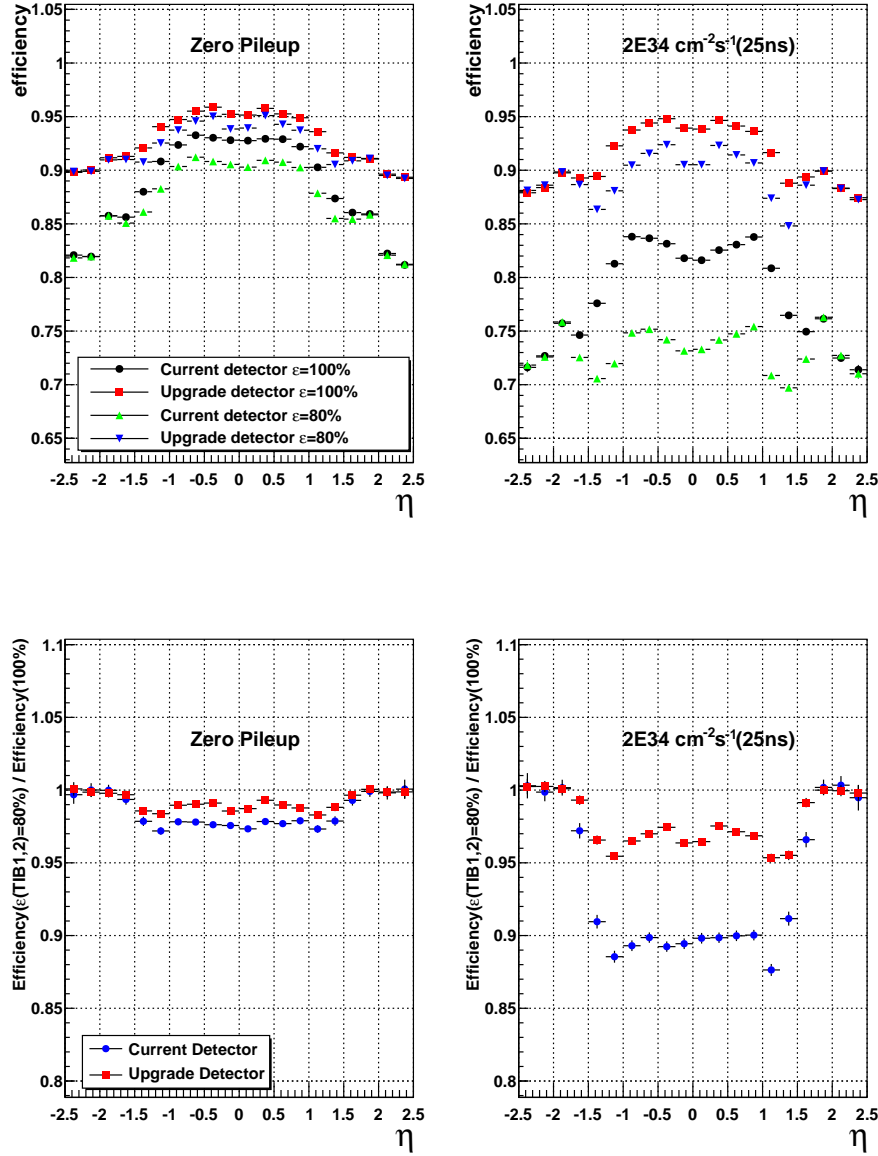 efficiency
1.05
1
0.95
0.9
0.85
0.8
0.75
0.7
0.65
Zero Pileup
Current detector ε=100%
Upgrade detector ε=100%
Current detector ε=80%
Upgrade detector ε=80%
-2.5 -2 -1.5 -1 -0.5 0 0.5 1 1.5 2 2.5
η
efficiency
1.05
1
0.95
0.9
0.85
0.8
0.75
0.7
0.65
2E34 cm⁻²s⁻¹(25ns)
-2.5 -2 -1.5 -1 -0.5 0 0.5 1 1.5 2 2.5
η
Efficiency(ε(TIB1,2)=80%) / Efficiency(100%)
1.1
1.05
1
0.95
0.9
0.85
0.8
Zero Pileup
Current Detector
Upgrade Detector
-2.5 -2 -1.5 -1 -0.5 0 0.5 1 1.5 2 2.5
η
Efficiency(ε(TIB1,2)=80%) / Efficiency(100%)
1.1
1.05
1
0.95
0.9
0.85
0.8
2E34 cm⁻²s⁻¹(25ns)
-2.5 -2 -1.5 -1 -0.5 0 0.5 1 1.5 2 2.5
η